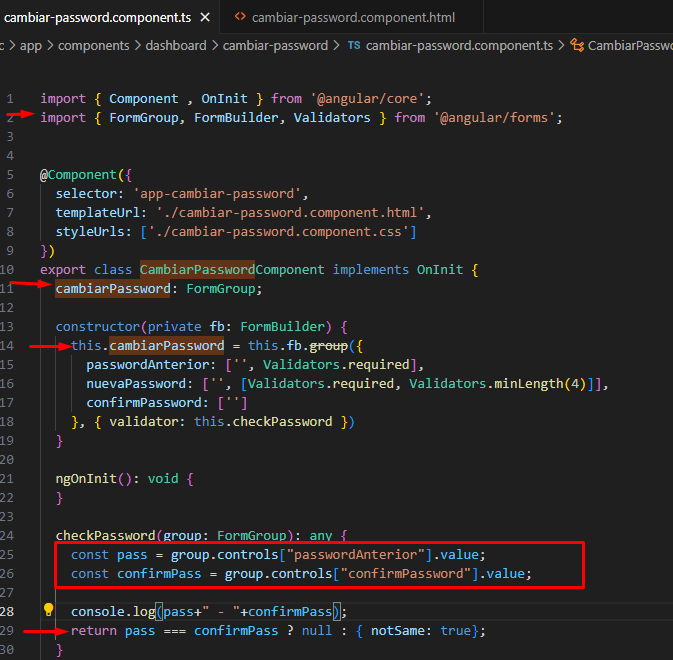 cambiar-password.component.ts × <> cambiar-password.component.html
c > app > components > dashboard > cambiar-password > TS cambiar-password.component.ts > CambiarPasswo
1 import { Component , OnInit } from '@angular/core';
2 import { FormGroup, FormBuilder, Validators } from '@angular/forms';
3
4
5 @Component({
6 selector: 'app-cambiar-password',
7 templateUrl: './cambiar-password.component.html',
8 styleUrls: ['./cambiar-password.component.css']
9 })
10 export class CambiarPasswordComponent implements OnInit {
11 cambiarPassword: FormGroup;
12
13 constructor(private fb: FormBuilder) {
14 this.cambiarPassword = this.fb.group({
15 passwordAnterior: ['', Validators.required],
16 nuevaPassword: ['', [Validators.required, Validators.minLength(4)]],
17 confirmPassword: ['']
18 }, { validator: this.checkPassword })
19 }
20
21 ngOnInit(): void {
22 }
23
24 checkPassword(group: FormGroup): any {
25 const pass = group.controls["passwordAnterior"].value;
26 const confirmPass = group.controls["confirmPassword"].value;
27
28 console.log(pass+" - "+confirmPass);
29 return pass === confirmPass ? null : { notSame: true};
30 }